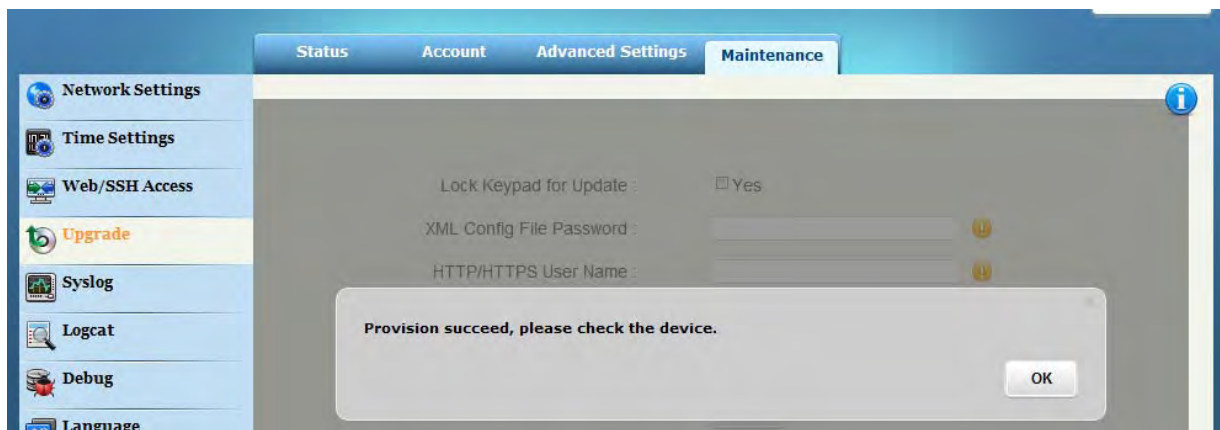 Status Account Advanced Settings Maintenance
Network Settings
Time Settings
Web/SSH Access
Upgrade
Syslog
Logcat
Debug
Language
Lock Keypad for Update : Yes
XML Config File Password :
HTTP/HTTPS User Name :
Provision succeed, please check the device.
OK